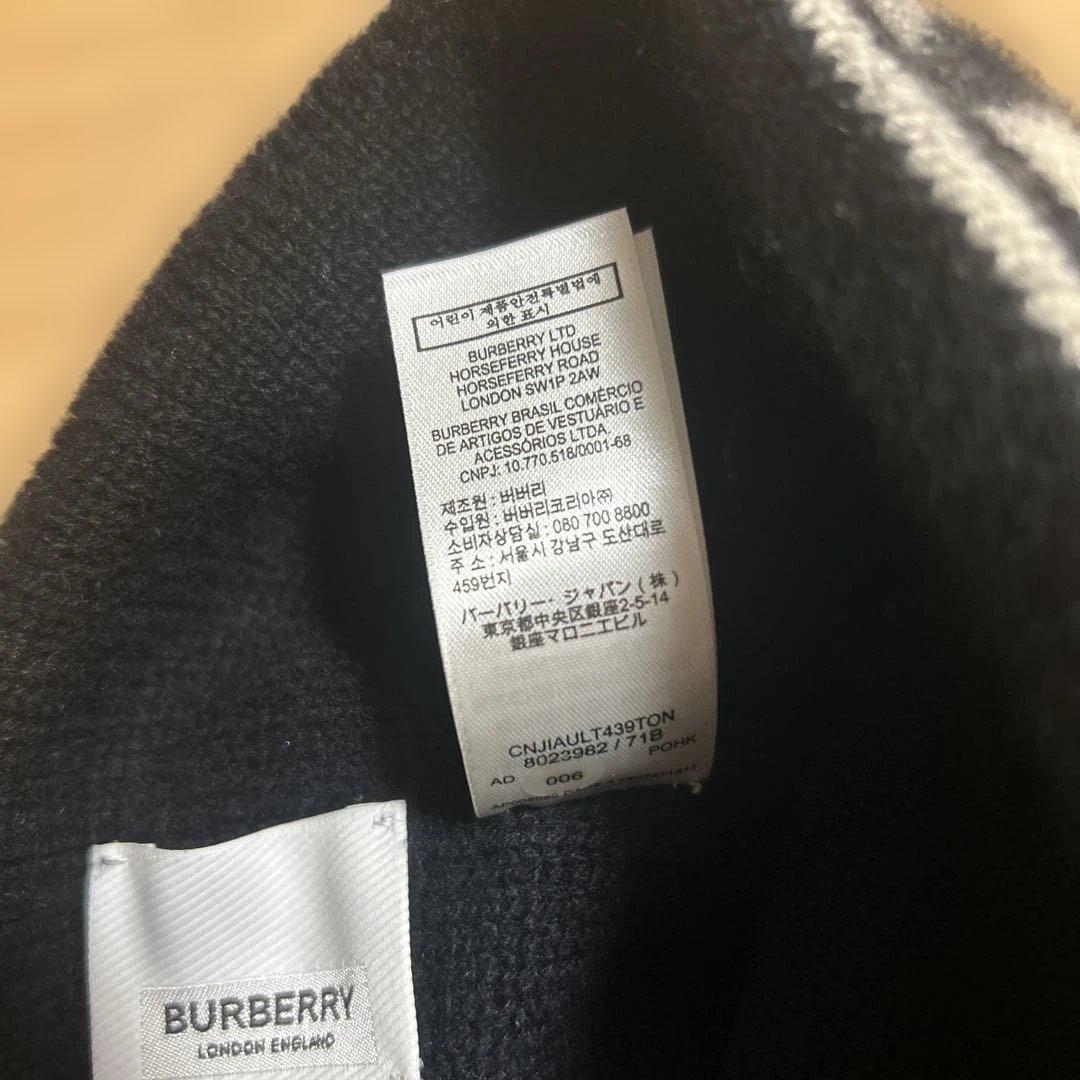 어린이 제품안전특별법에
의한 표시
BURBERRY LTD
HORSEFERRY HOUSE
HORSEFERRY ROAD
LONDON SW1P 2AW
BURBERRY BRASIL COMÉRCIO
DE ARTIGOS DE VESTUÁRIO E
ACESSÓRIOS LTDA
CNPJ: 10.770.518/0001-68
제조원 : 버버리
수입원 : 버버리코리아㈜
소비자상담실 : 080 700 8800
주 소 : 서울시 강남구 도산대로
459번지
バーバリー・ジャパン(株)
東京都中央区銀座2-5-14
銀座マロニエビル
CNJIAULT439TON
8023982 / 71B
AD 006 POHK
BURBERRY
LONDON ENGLAND